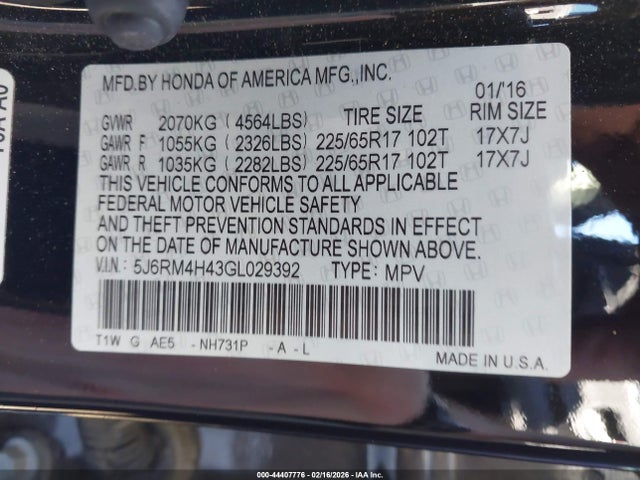 MFD.BY HONDA OF AMERICA MFG.,INC.
01/'16
GVWR 2070KG (4564LBS) TIRE SIZE RIM SIZE
GAWR F 1055KG (2326LBS) 225/65R17 102T 17X7J
GAWR R 1035KG (2282LBS) 225/65R17 102T 17X7J
THIS VEHICLE CONFORMS TO ALL APPLICABLE
FEDERAL MOTOR VEHICLE SAFETY
AND THEFT PREVENTION STANDARDS IN EFFECT
ON THE DATE OF MANUFACTURE SHOWN ABOVE.
V.I.N.: 5J6RM4H43GL029392 TYPE: MPV
T1W G AE5 - NH731P - A - L
MADE IN U.S.A.
000-44407776 - 02/16/2026 - IAA Inc.